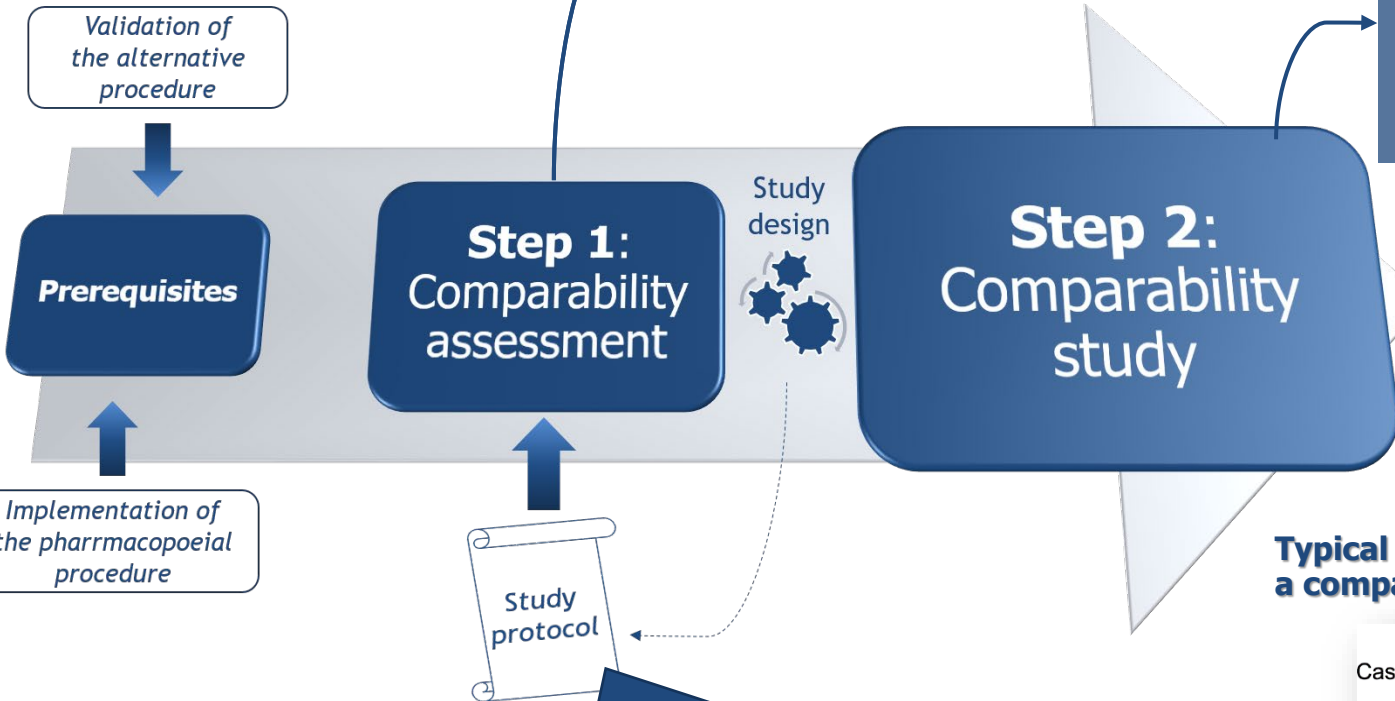 Validation of
the alternative
procedure
Prerequisites
Implementation of
the pharrmacopoeial
procedure
Step 1:
Comparability
assessment
Study
design
Study
protocol
Step 2:
Comparability
study
Typical
a compa
Cas